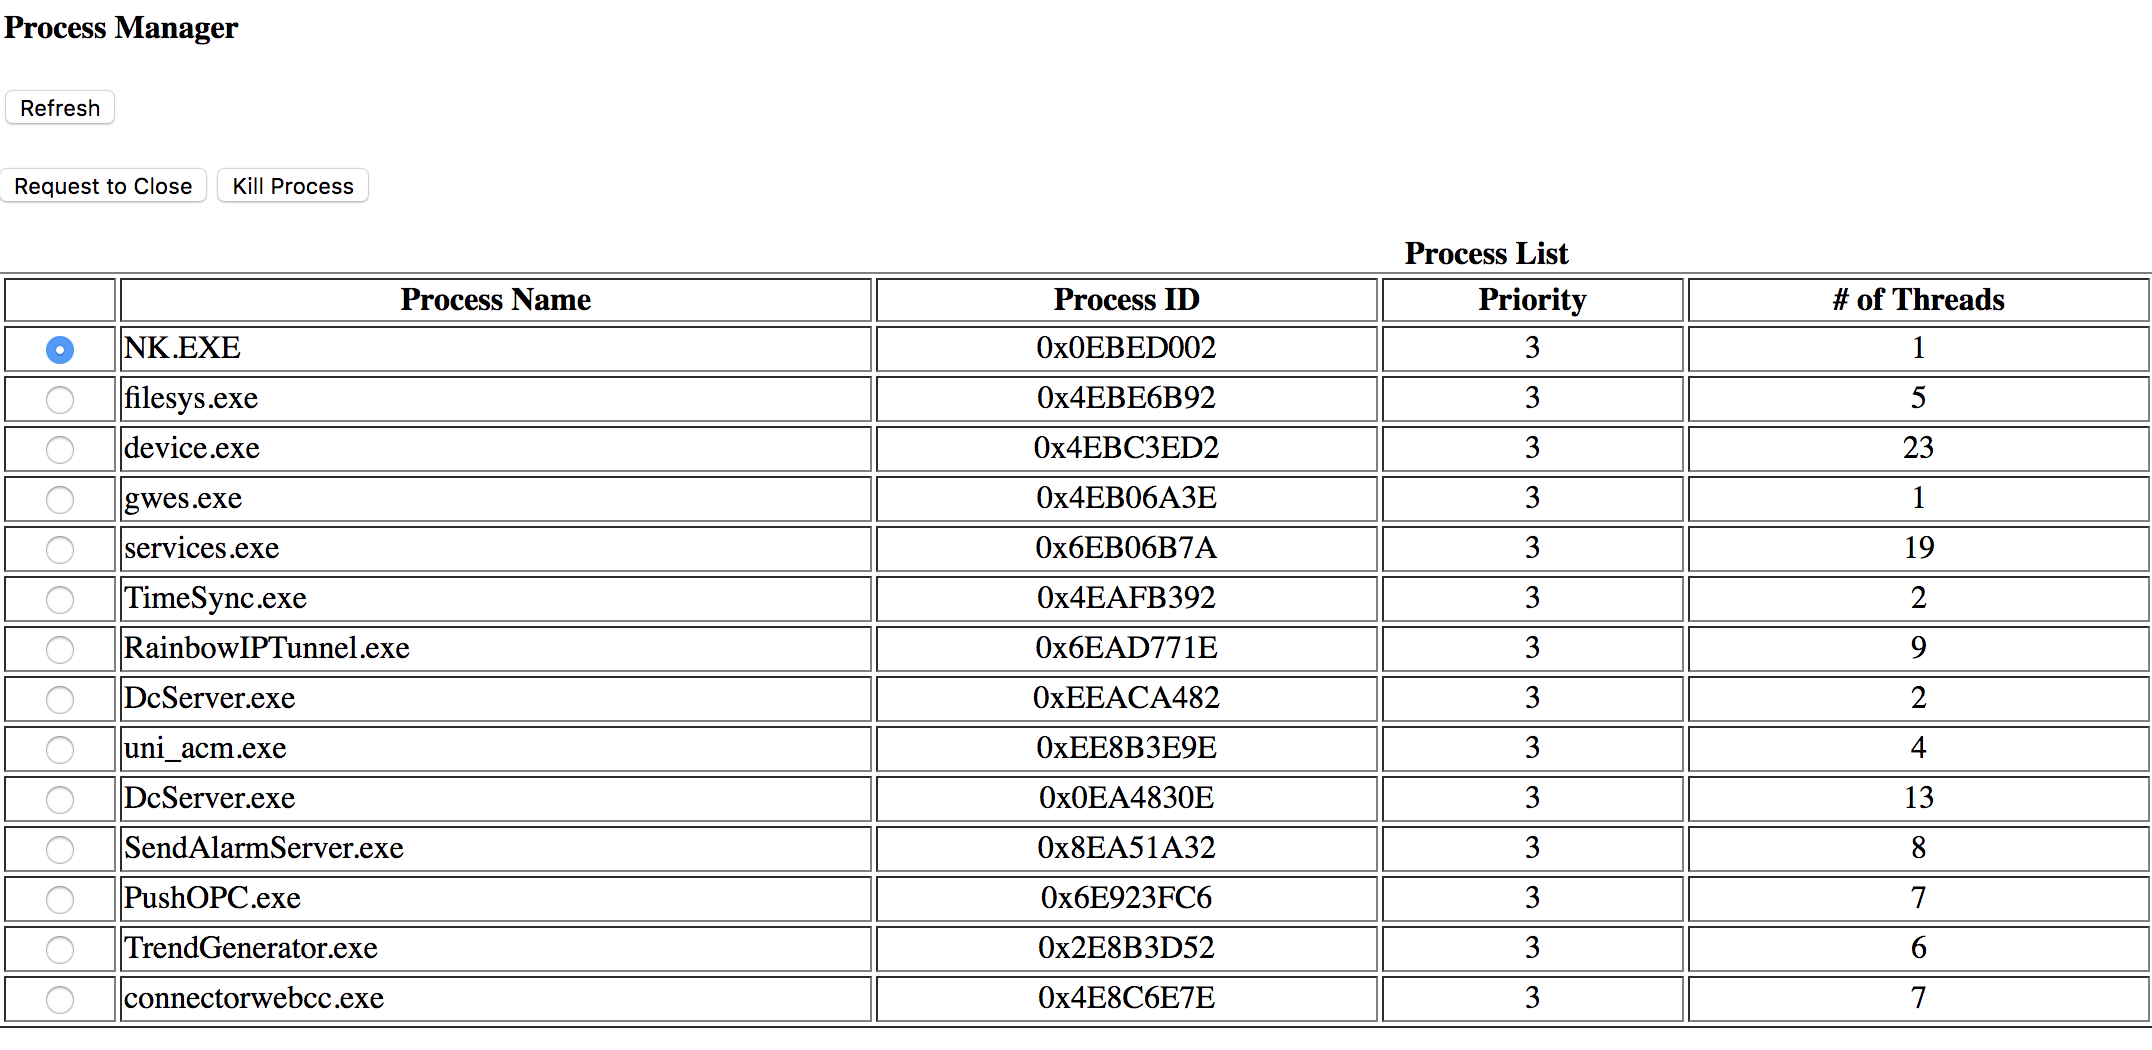 Process Manager
Refresh
Request to Close Kill Process
Process List
Process Name Process ID Priority # of Threads
NK.EXE 0x0EBED002 3 1
filesys.exe 0x4EBE6B92 3 5
device.exe 0x4EBC3ED2 3 23
gwes.exe 0x4EB06A3E 3 1
services.exe 0x6EB06B7A 3 19
TimeSync.exe 0x4EAFB392 3 2
RainbowIPTunnel.exe 0x6EAD771E 3 9
DcServer.exe 0xEEACA482 3 2
uni_acm.exe 0xEE8B3E9E 3 4
DcServer.exe 0x0EA4830E 3 13
SendAlarmServer.exe 0x8EA51A32 3 8
PushOPC.exe 0x6E923FC6 3 7
TrendGenerator.exe 0x2E8B3D52 3 6
connectorwebcc.exe 0x4E8C6E7E 3 7